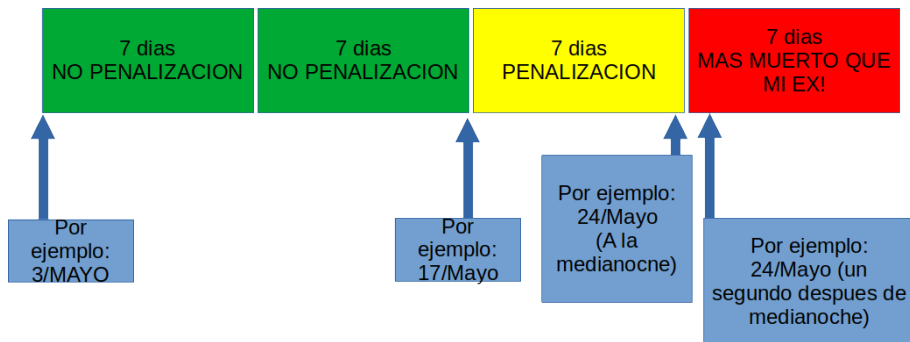 7 dias
NO PENALIZACION
7 dias
NO PENALIZACION
7 dias
PENALIZACION
7 dias
MAS MUERTO QUE
MI EX!
Por
ejemplo:
3/MAYO
Por
ejemplo:
17/Mayo
Por ejemplo:
24/Mayo
(A la
medianocne)
Por ejemplo:
24/Mayo (un
segundo despues de
medianoche)